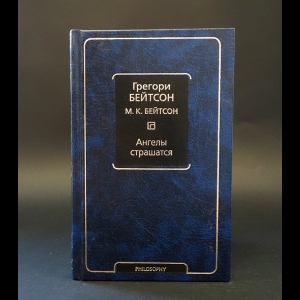 Грегори
БЕЙТСОН
М. К. БЕЙТСОН
Ангелы
страшатся
PHILOSOPHY